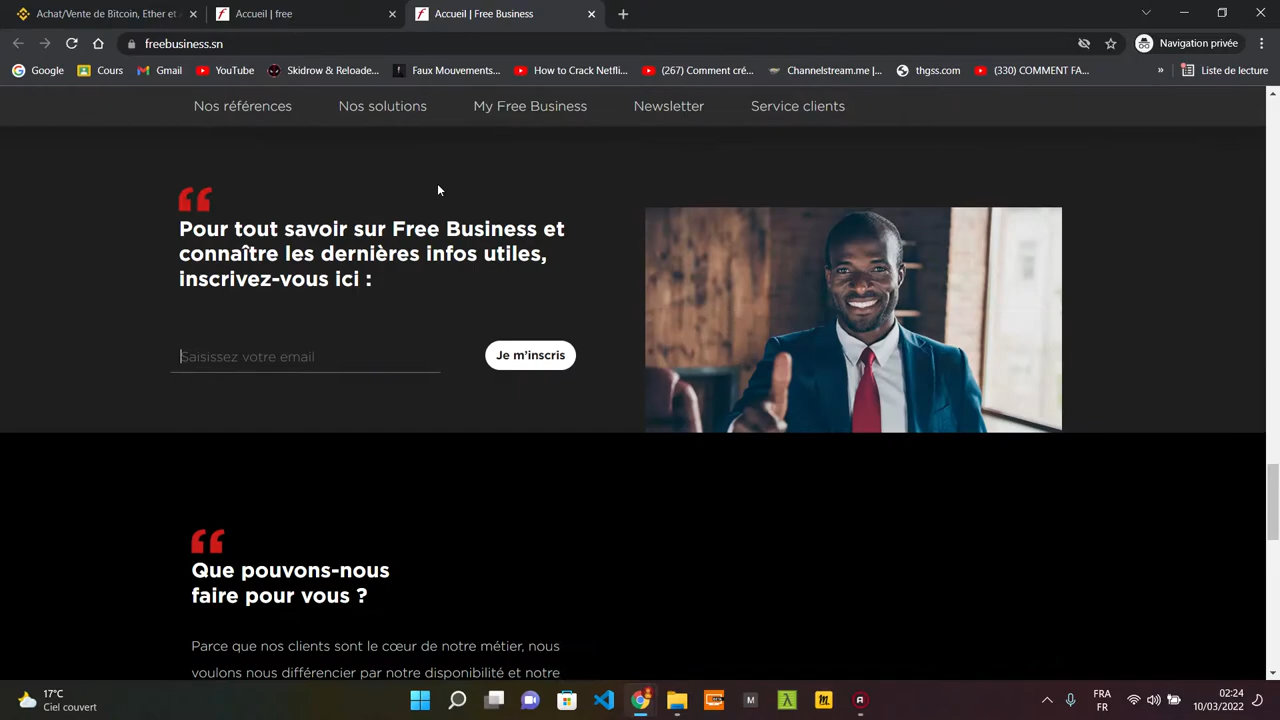 Achat/Vente de Bitcoin, Ether et
Accueil | free
Accueil | Free Business
freebusiness.sn
Navigation privée
Google
Cours
Gmail
YouTube
Skidrow & Reloade...
Faux Mouvements...
How to Crack Netfli...
(267) Comment cré...
Channelstream.me |...
thgss.com
(330) COMMENT FA...
»
Liste de lecture
Nos références
Nos solutions
My Free Business
Newsletter
Service clients
Pour tout savoir sur Free Business et
connaître les dernières infos utiles,
inscrivez-vous ici :
Saisissez votre email
Je m'inscris
Que pouvons-nous
faire pour vous ?
Parce que nos clients sont le cœur de notre métier, nous
voulons nous différencier par notre disponibilité et notre
17°C
Ciel couvert
FRA
FR
02:24
10/03/2022